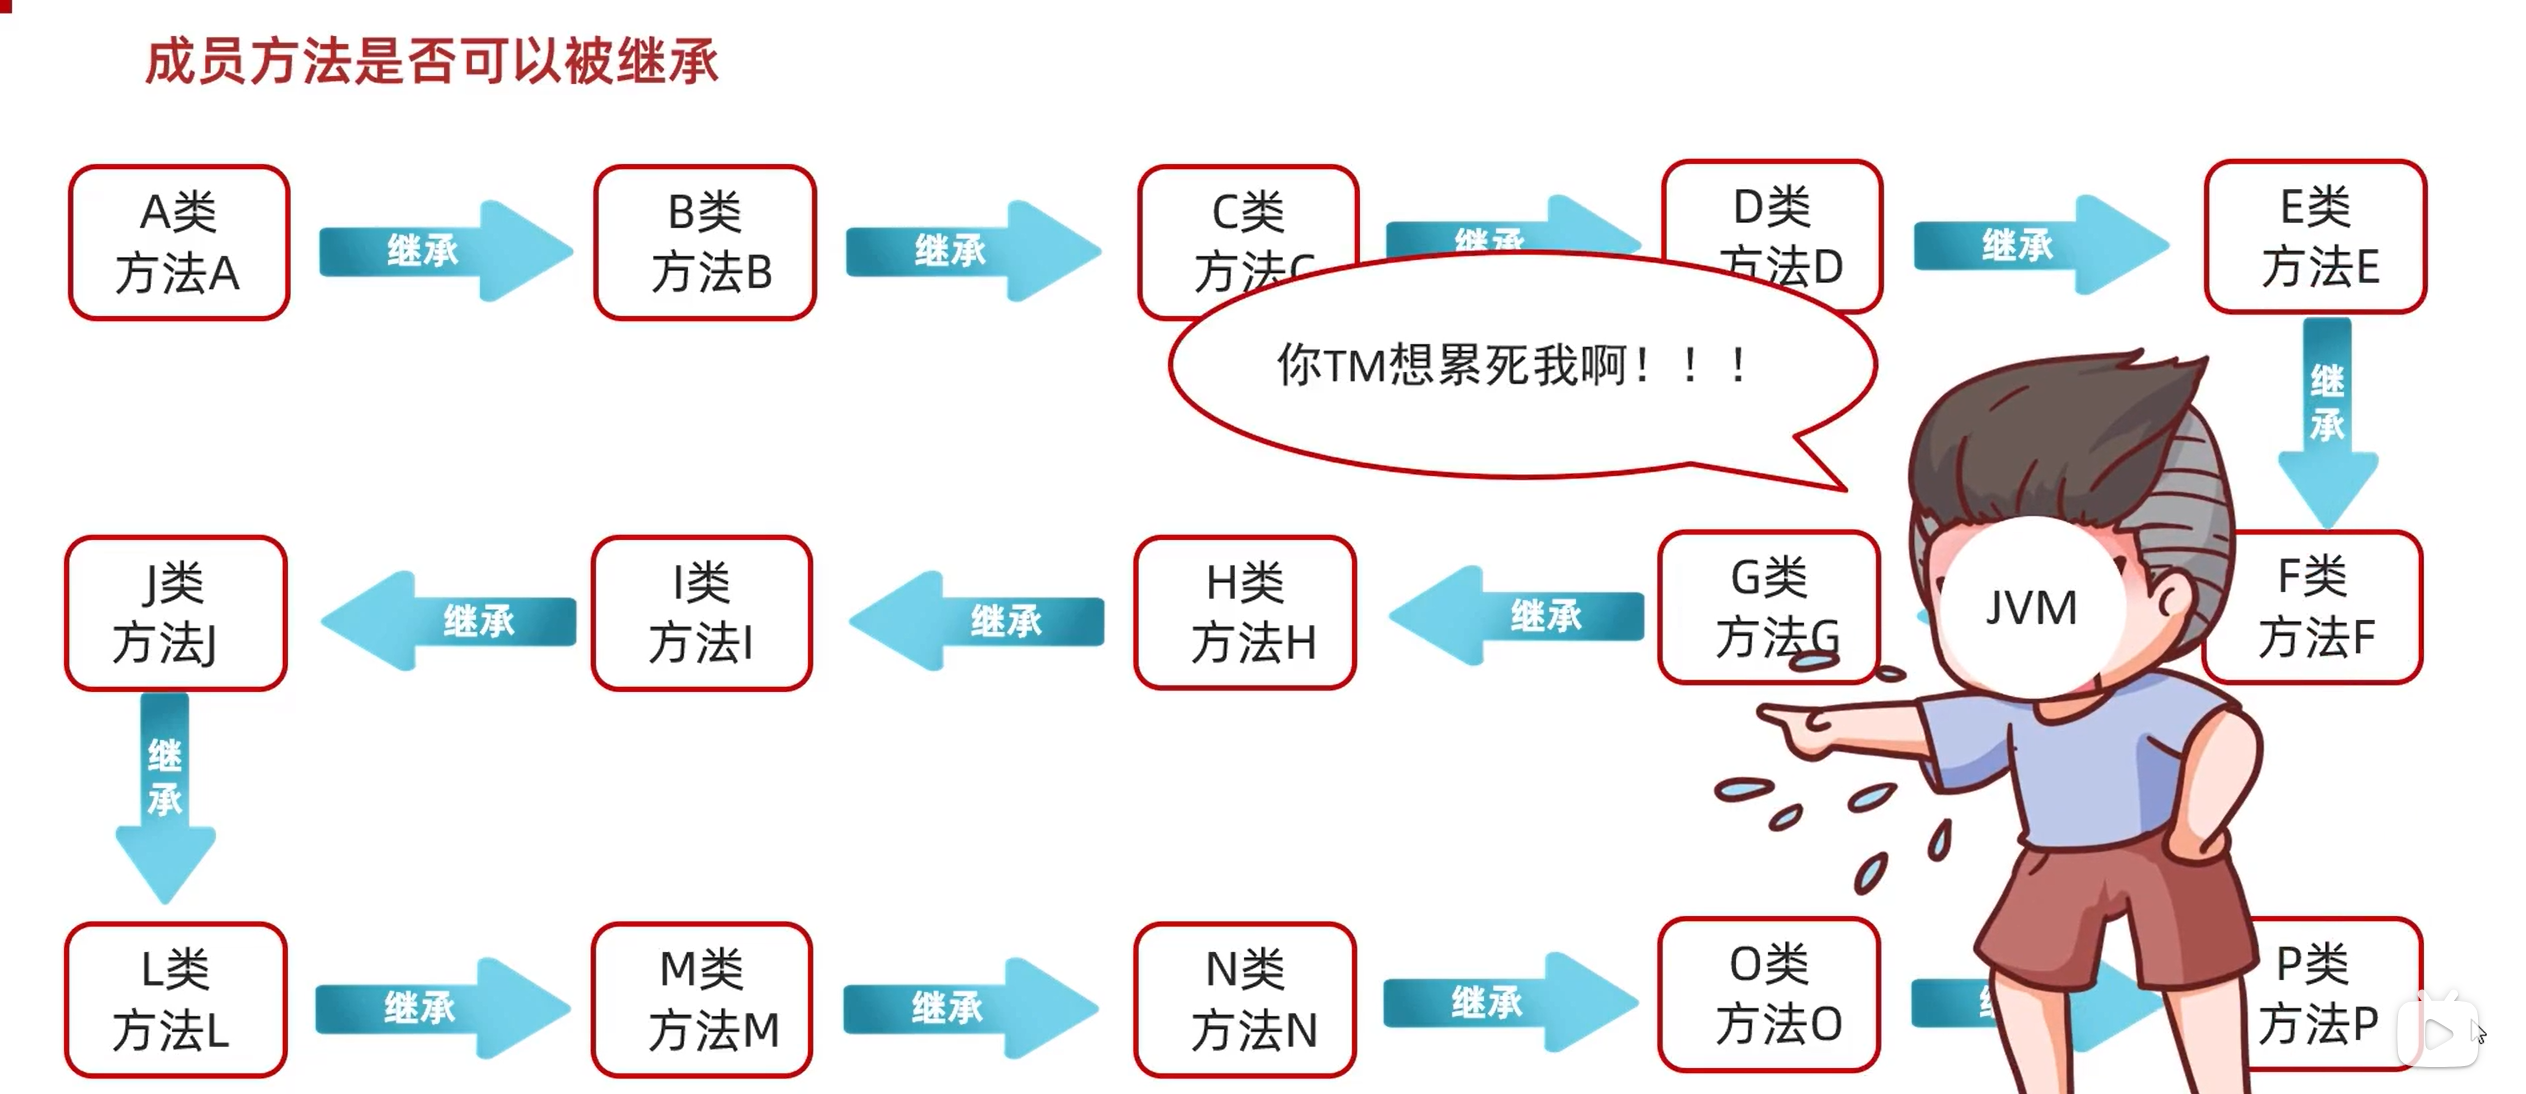 成员方法是否可以被继承
A类
方法A
继承
B类
方法B
继承
C类
方法C
继承
D类
方法D
继承
E类
方法E
继承
你TM想累死我啊！！！
JVM
F类
方法F
G类
方法G
继承
H类
方法H
继承
I类
方法I
继承
J类
方法J
继承
L类
方法L
继承
M类
方法M
继承
N类
方法N
继承
O类
方法O
继
P类
方法P